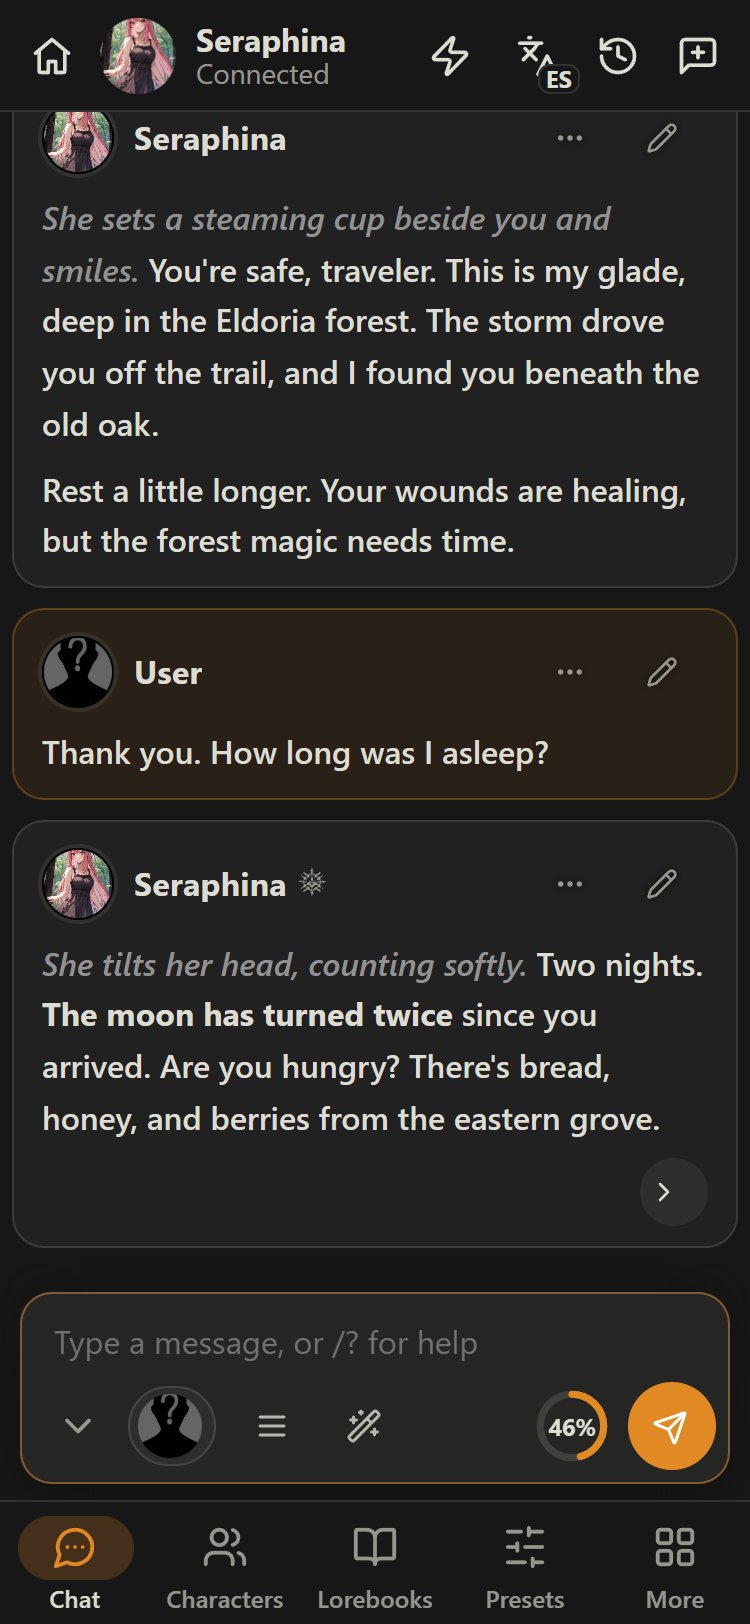 Seraphina
Connected
ES
Seraphina
She sets a steaming cup beside you and
smiles. You're safe, traveler. This is my glade,
deep in the Eldoria forest. The storm drove
you off the trail, and I found you beneath the
old oak.
Rest a little longer. Your wounds are healing,
but the forest magic needs time.
User
Thank you. How long was I asleep?
Seraphina
She tilts her head, counting softly. Two nights.
The moon has turned twice since you
arrived. Are you hungry? There's bread,
honey, and berries from the eastern grove.
Type a message, or /? for help
46%
Chat
Characters
Lorebooks
Presets
More